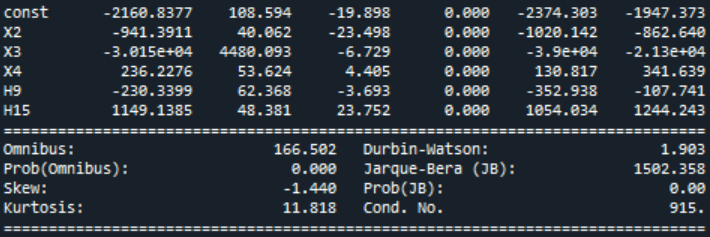 const -2160.8377 108.594 -19.898 0.000 -2374.303 -1947.373
X2 -941.3911 40.062 -23.498 0.000 -1020.142 -862.640
X3 -3.015e+04 4480.093 -6.729 0.000 -3.9e+04 -2.13e+04
X4 236.2276 53.624 4.405 0.000 130.817 341.639
H9 -230.3399 62.368 -3.693 0.000 -352.938 -107.741
H15 1149.1385 48.381 23.752 0.000 1054.034 1244.243
==============================================================================
Omnibus: 166.502 Durbin-Watson: 1.903
Prob(Omnibus): 0.000 Jarque-Bera (JB): 1502.358
Skew: -1.440 Prob(JB): 0.00
Kurtosis: 11.818 Cond. No. 915.
==============================================================================